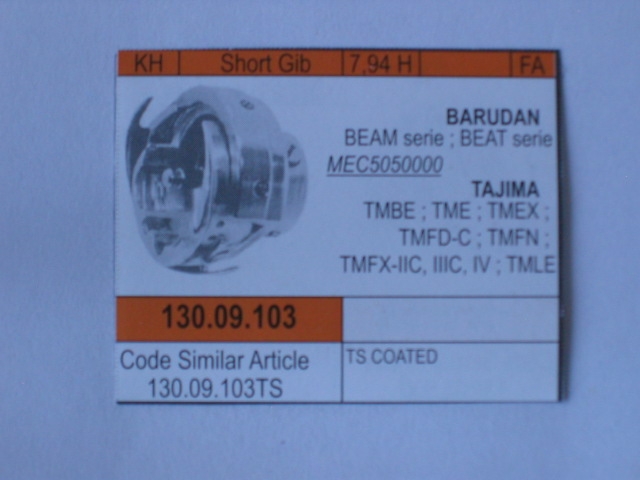 KH Short Gib 7,94 H FA
BARUDAN
BEAM serie ; BEAT serie
MEC5050000
TAJIMA
TMBE ; TME ; TMEX ;
TMFD-C ; TMFN ;
TMFX-IIC, IIIC, IV ; TMLE
130.09.103
Code Similar Article
130.09.103TS
TS COATED